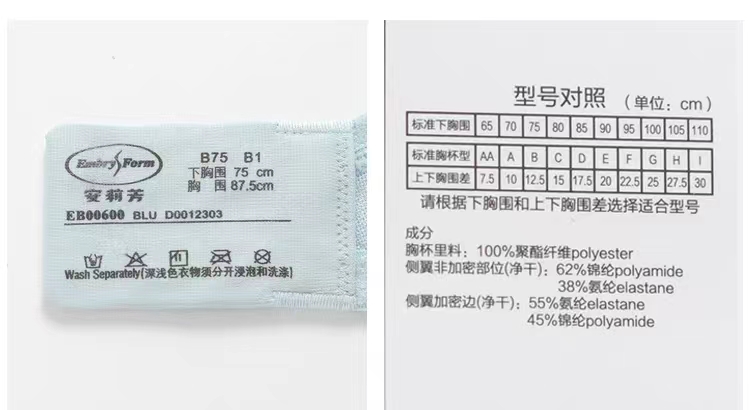 Embry Form
安莉芳
B75 B1
下胸围 75 cm
胸 围 87.5cm
EB00600 BLU D0012303
Wash Separately(深浅色衣物须分开浸泡和洗涤)
型号对照 (单位: cm)
标准下胸围 65 70 75 80 85 90 95 100 105 110
标准胸杯型 AA A B C D E F G H I
上下胸围差 7.5 10 12.5 15 17.5 20 22.5 25 27.5 30
请根据下胸围和上下胸围差选择适合型号
成分
胸杯里料: 100%聚酯纤维polyester
侧翼非加密部位(净干): 62%锦纶polyamide
38%氨纶elastane
侧翼加密边(净干): 55%氨纶elastane
45%锦纶polyamide